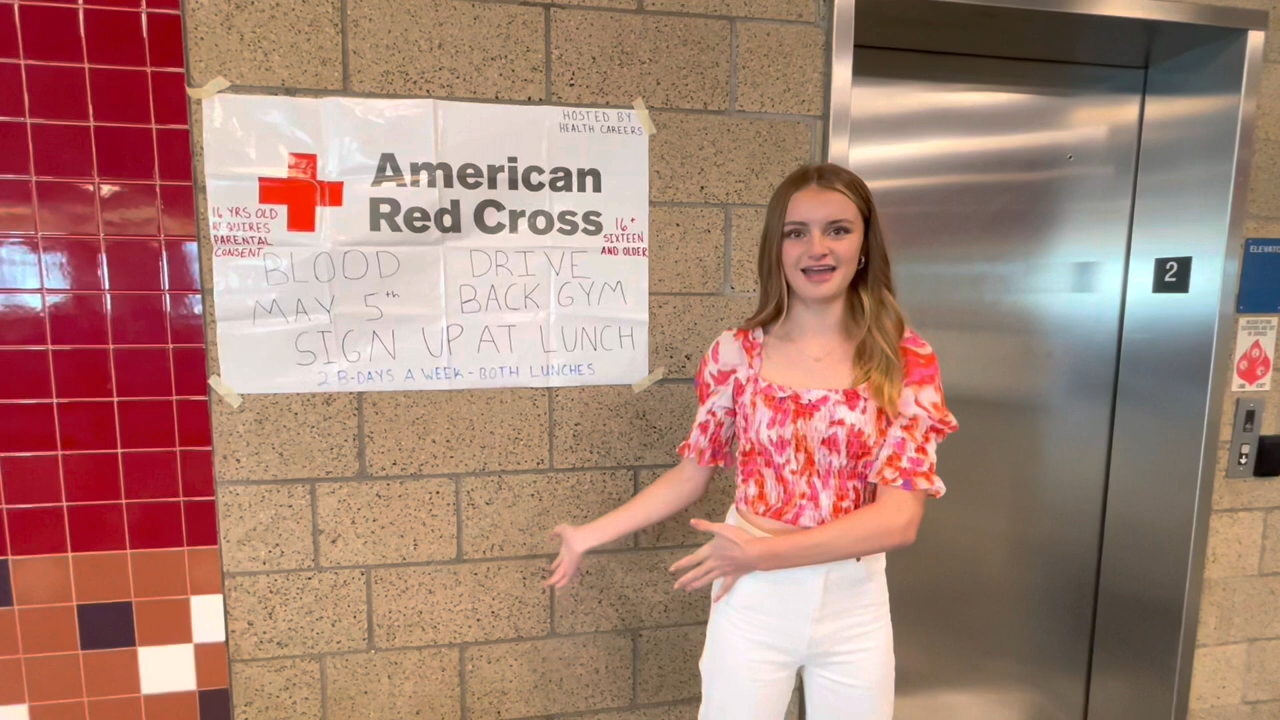 HOSTED BY
HEALTH CAREERS
American
Red Cross
16 YRS OLD
REQUIRES
PARENTAL
CONSENT
16+
SIXTEEN
AND OLDER
BLOOD DRIVE
MAY 5th BACK GYM
SIGN UP AT LUNCH
2 B-DAYS A WEEK - BOTH LUNCHES
2